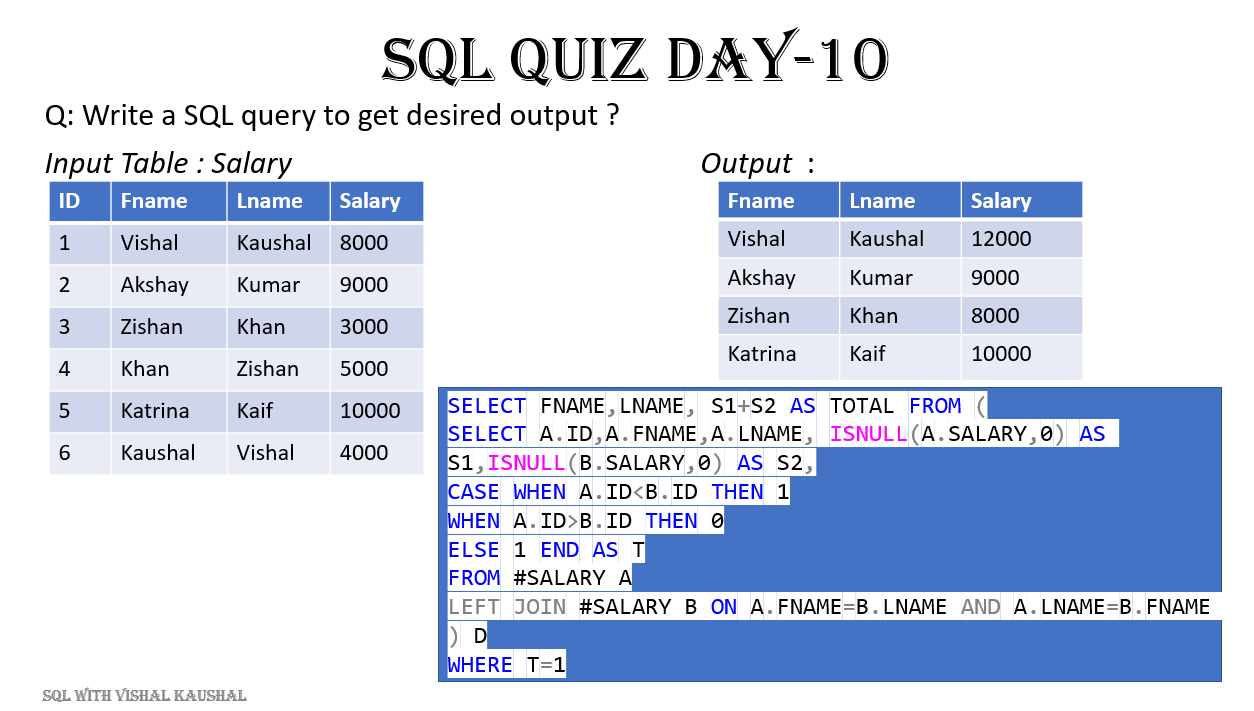 SQL QUIZ DAY-10
Q: Write a SQL query to get desired output ?
Input Table : Salary
ID Fname Lname Salary
1 Vishal Kaushal 8000
2 Akshay Kumar 9000
3 Zishan Khan 3000
4 Khan Zishan 5000
5 Katrina Kaif 10000
6 Kaushal Vishal 4000
Output :
Fname Lname Salary
Vishal Kaushal 12000
Akshay Kumar 9000
Zishan Khan 8000
Katrina Kaif 10000
SELECT FNAME,LNAME, S1+S2 AS TOTAL FROM (
SELECT A.ID,A.FNAME,A.LNAME, ISNULL(A.SALARY,0) AS
S1,ISNULL(B.SALARY,0) AS S2,
CASE WHEN A.ID<B.ID THEN 1
WHEN A.ID>B.ID THEN 0
ELSE 1 END AS T
FROM #SALARY A
LEFT JOIN #SALARY B ON A.FNAME=B.LNAME AND A.LNAME=B.FNAME
) D
WHERE T=1
SQL WITH VISHAL KAUSHAL